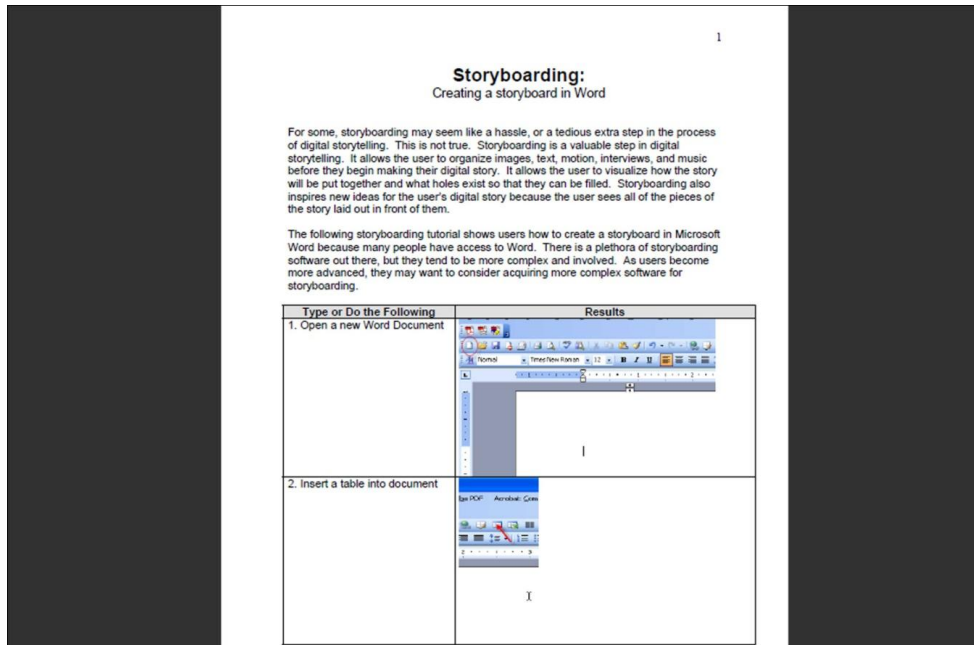 1
Storyboarding:
Creating a storyboard in Word
For some, storyboarding may seem like a hassle, or a tedious extra step in the process
of digital storytelling. This is not true. Storyboarding is a valuable step in digital
storytelling. It allows the user to organize images, text, motion, interviews, and music
before they begin making their digital story. It allows the user to visualize how the story
will be put together and what holes exist so that they can be filled. Storyboarding also
inspires new ideas for the user's digital story because the user sees all of the pieces of
the story laid out in front of them.
The following storyboarding tutorial shows users how to create a storyboard in Microsoft
Word because many people have access to Word. There is a plethora of storyboarding
software out there, but they tend to be more complex and involved. As users become
more advanced, they may want to consider acquiring more complex software for
storyboarding.
Type or Do the Following Results
1. Open a new Word Document
Normal Times New Roman 12 B I U
2. Insert a table into document
PDF Acrobat